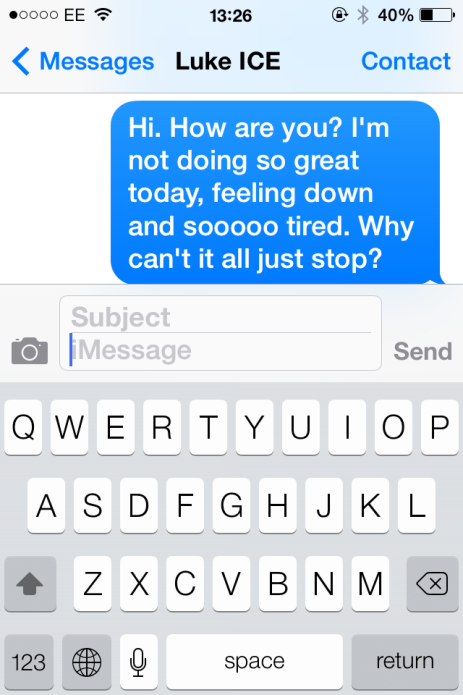 EE 13:26 40%
Messages Luke ICE Contact
Hi. How are you? I'm
not doing so great
today, feeling down
and sooooo tired. Why
can't it all just stop?
Subject
iMessage Send
Q W E R T Y U I O P
A S D F G H J K L
Z X C V B N M
123 space return